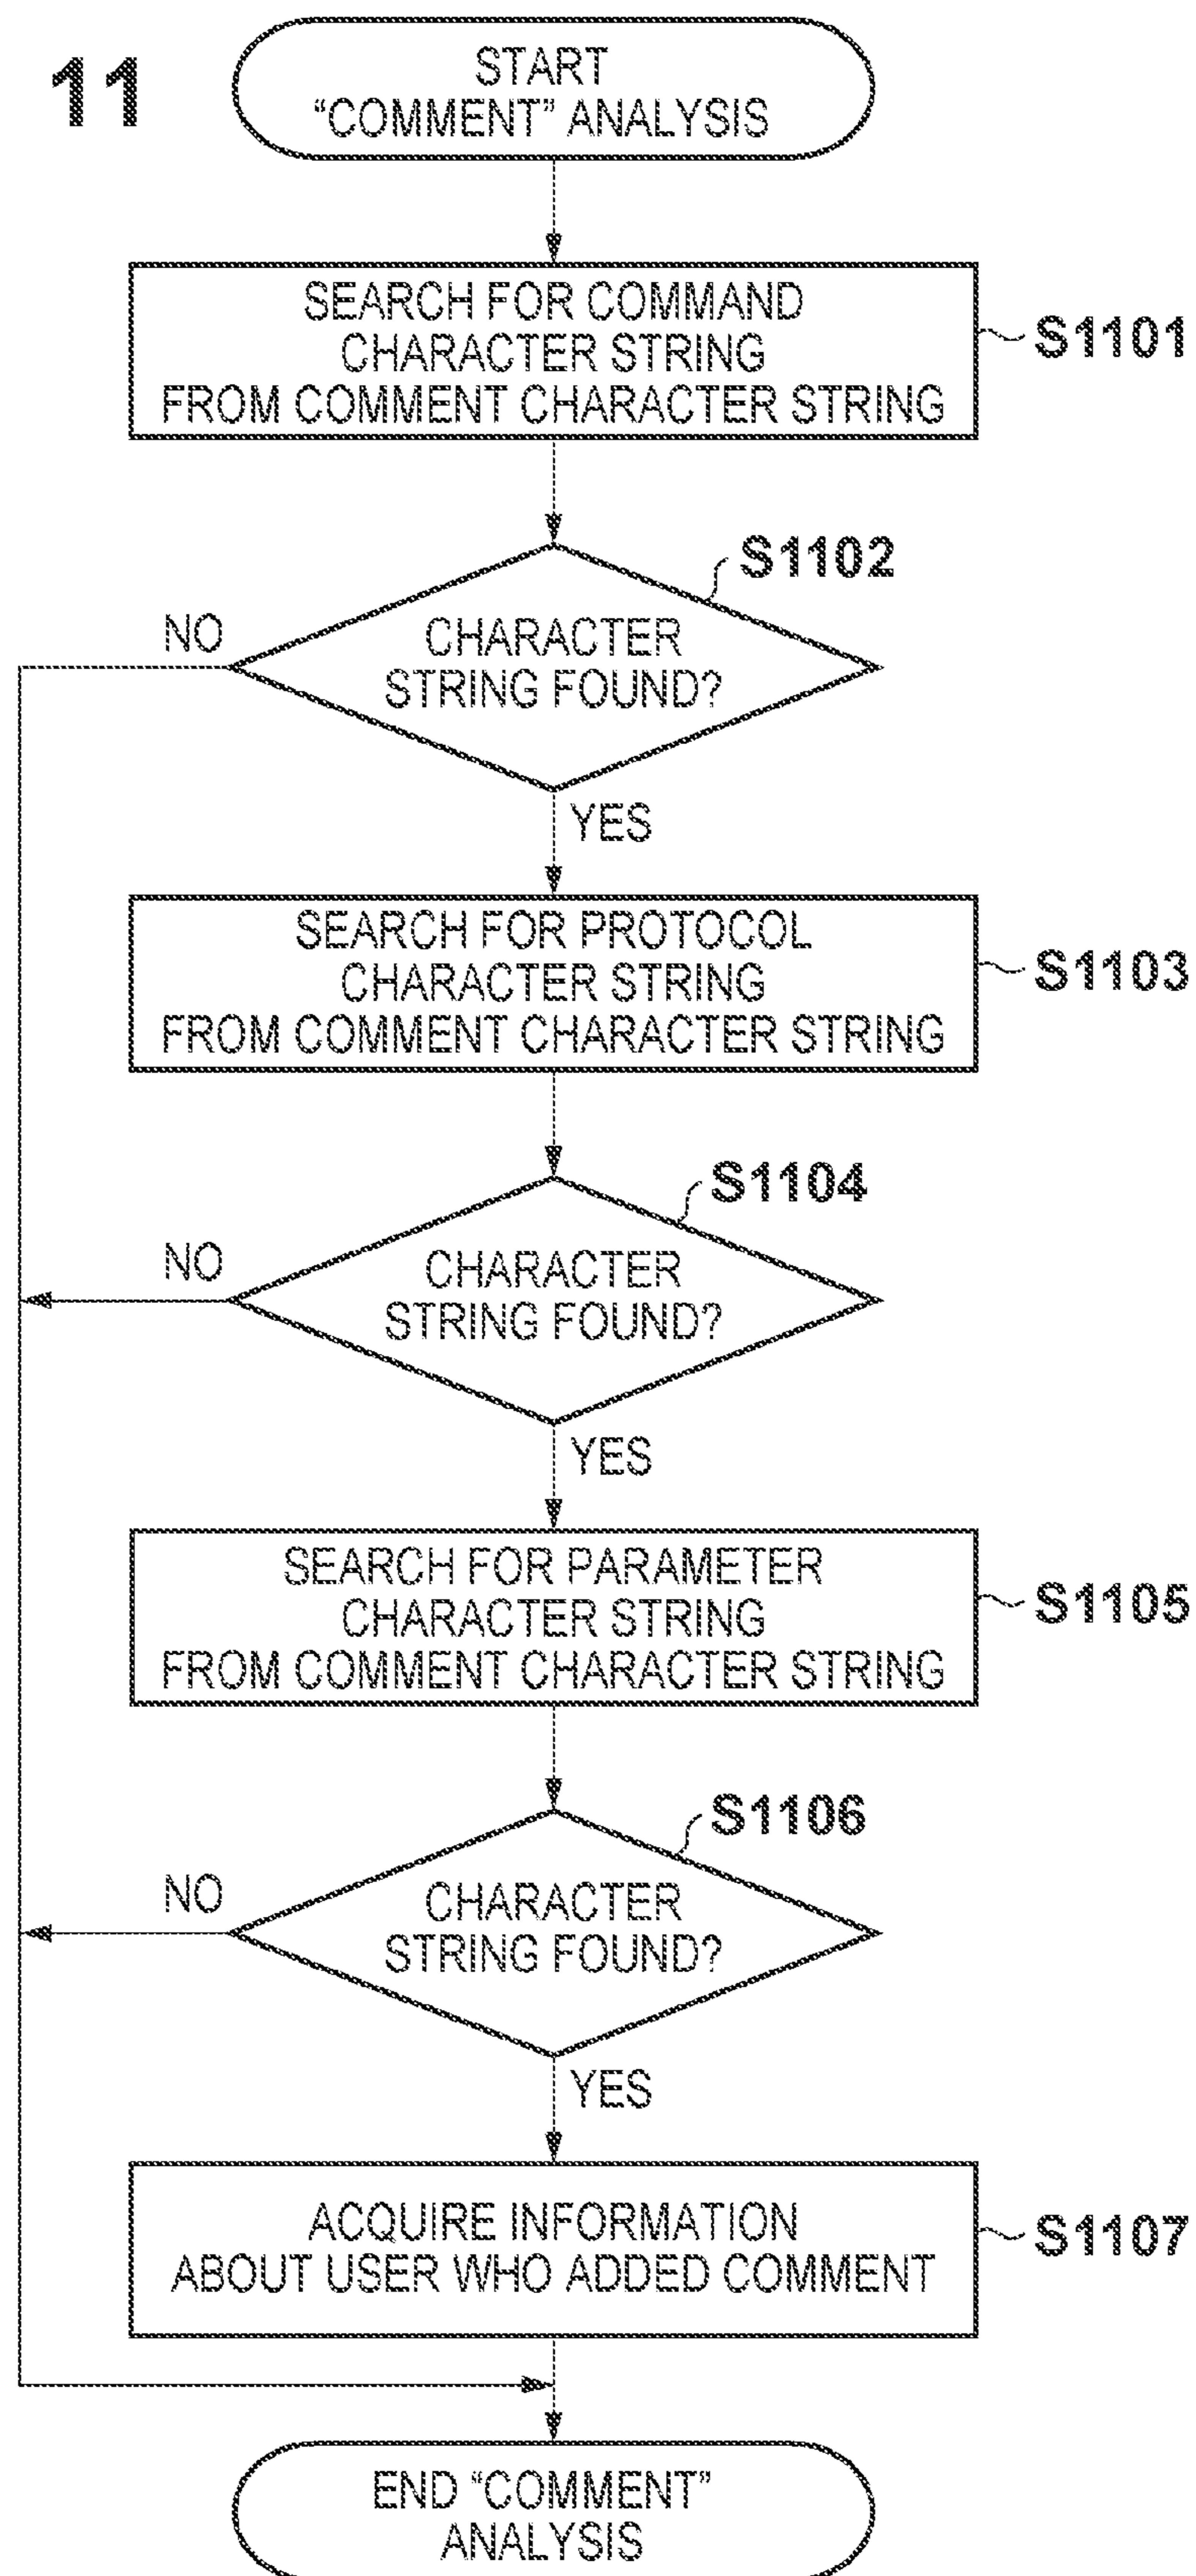 11
START
“COMMENT” ANALYSIS
SEARCH FOR COMMAND
CHARACTER STRING
FROM COMMENT CHARACTER STRING
S1101
S1102
NO
CHARACTER
STRING FOUND?
YES
SEARCH FOR PROTOCOL
CHARACTER STRING
FROM COMMENT CHARACTER STRING
S1103
S1104
NO
CHARACTER
STRING FOUND?
YES
SEARCH FOR PARAMETER
CHARACTER STRING
FROM COMMENT CHARACTER STRING
S1105
S1106
NO
CHARACTER
STRING FOUND?
YES
ACQUIRE INFORMATION
ABOUT USER WHO ADDED COMMENT
S1107
END “COMMENT”
ANALYSIS